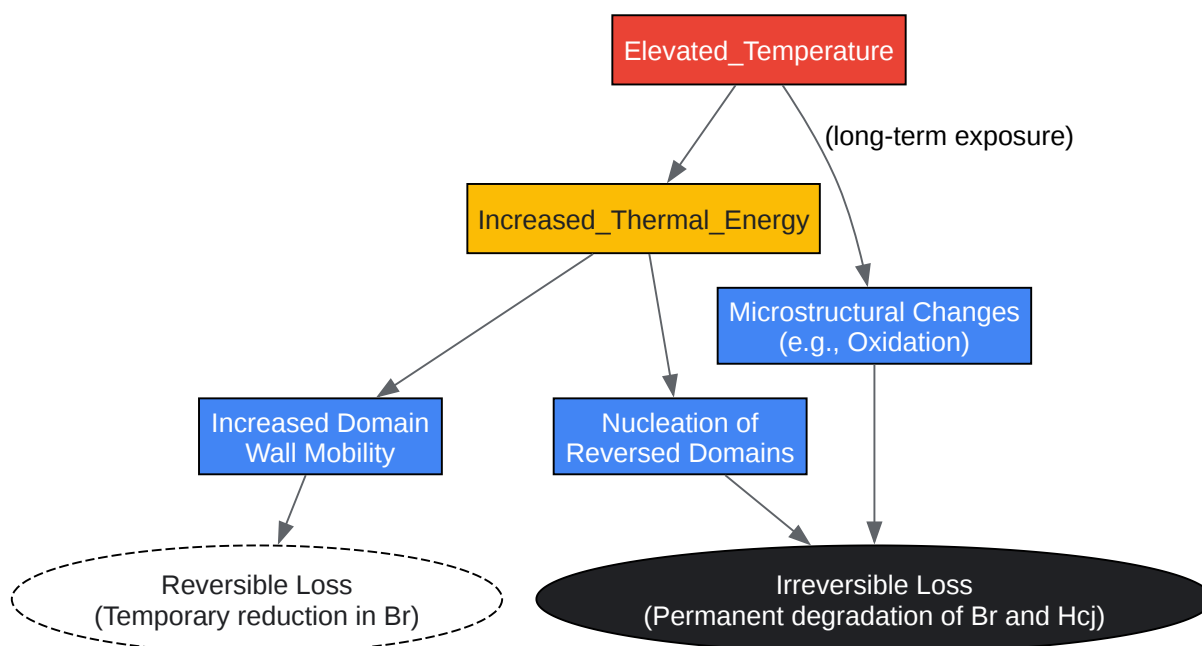 Elevated_Temperature
(long-term exposure)
Increased_Thermal_Energy
Microstructural Changes
(e.g., Oxidation)
Increased Domain
Wall Mobility
Nucleation of
Reversed Domains
Reversible Loss
(Temporary reduction in Br)
Irreversible Loss
(Permanent degradation of Br and Hcj)